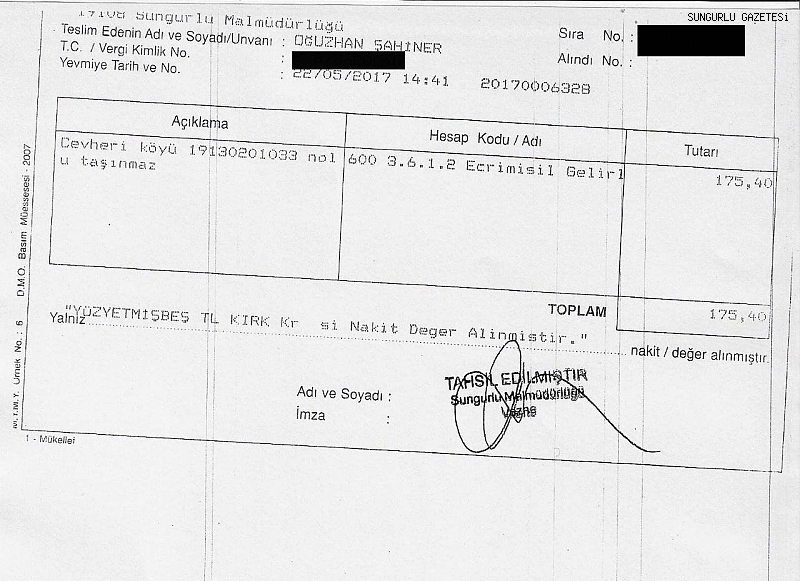 SUNGURLU GAZETESİ
19108 Sungurlu Malmüdürlüğü
Teslim Edenin Adı ve Soyadı/Unvanı : OĞUZHAN ŞAHİNER
Sıra No. :
T.C. / Vergi Kimlik No. :
Alındı No. :
Yevmiye Tarih ve No. : 22/05/2017 14:41 20170006328
Açıklama Hesap Kodu / Adı Tutarı
Cevheri köyü 19130201033 nol 600 3.6.1.2 Ecrimisil Gelirl 175,40
u taşınmaz
TOPLAM 175,40
Yalnız "YÜZYETMİŞBEŞ TL KIRK Kr si Nakit Deger Alinmistir." nakit / değer alınmıştır.
TAHSİL EDİLMİŞTİR
Adı ve Soyadı :
Sungurlu Malmüdürlüğü
İmza :
Vezne
1 - Mükellef
M.Y.M.Y. Örnek No. : 6 D.M.O. Basım Müessesesi - 2007